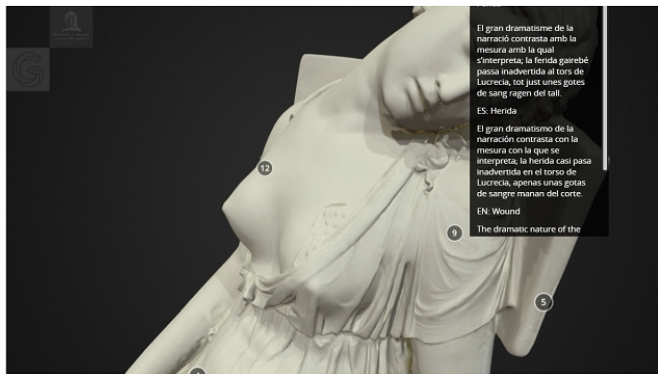 El gran dramatisme de la
narració contrasta amb la
mesura amb la qual
s'interpreta; la ferida gairebé
passa inadvertida al tors de
Lucrecia, tot just unes gotes
de sang ragen del tall.
ES: Herida
El gran dramatismo de la
narración contrasta con la
mesura con la que se
interpreta; la herida casi pasa
inadvertida en el torso de
Lucrecia, apenas unas gotas
de sangre manan del corte.
EN: Wound
The dramatic nature of the
12
9
5